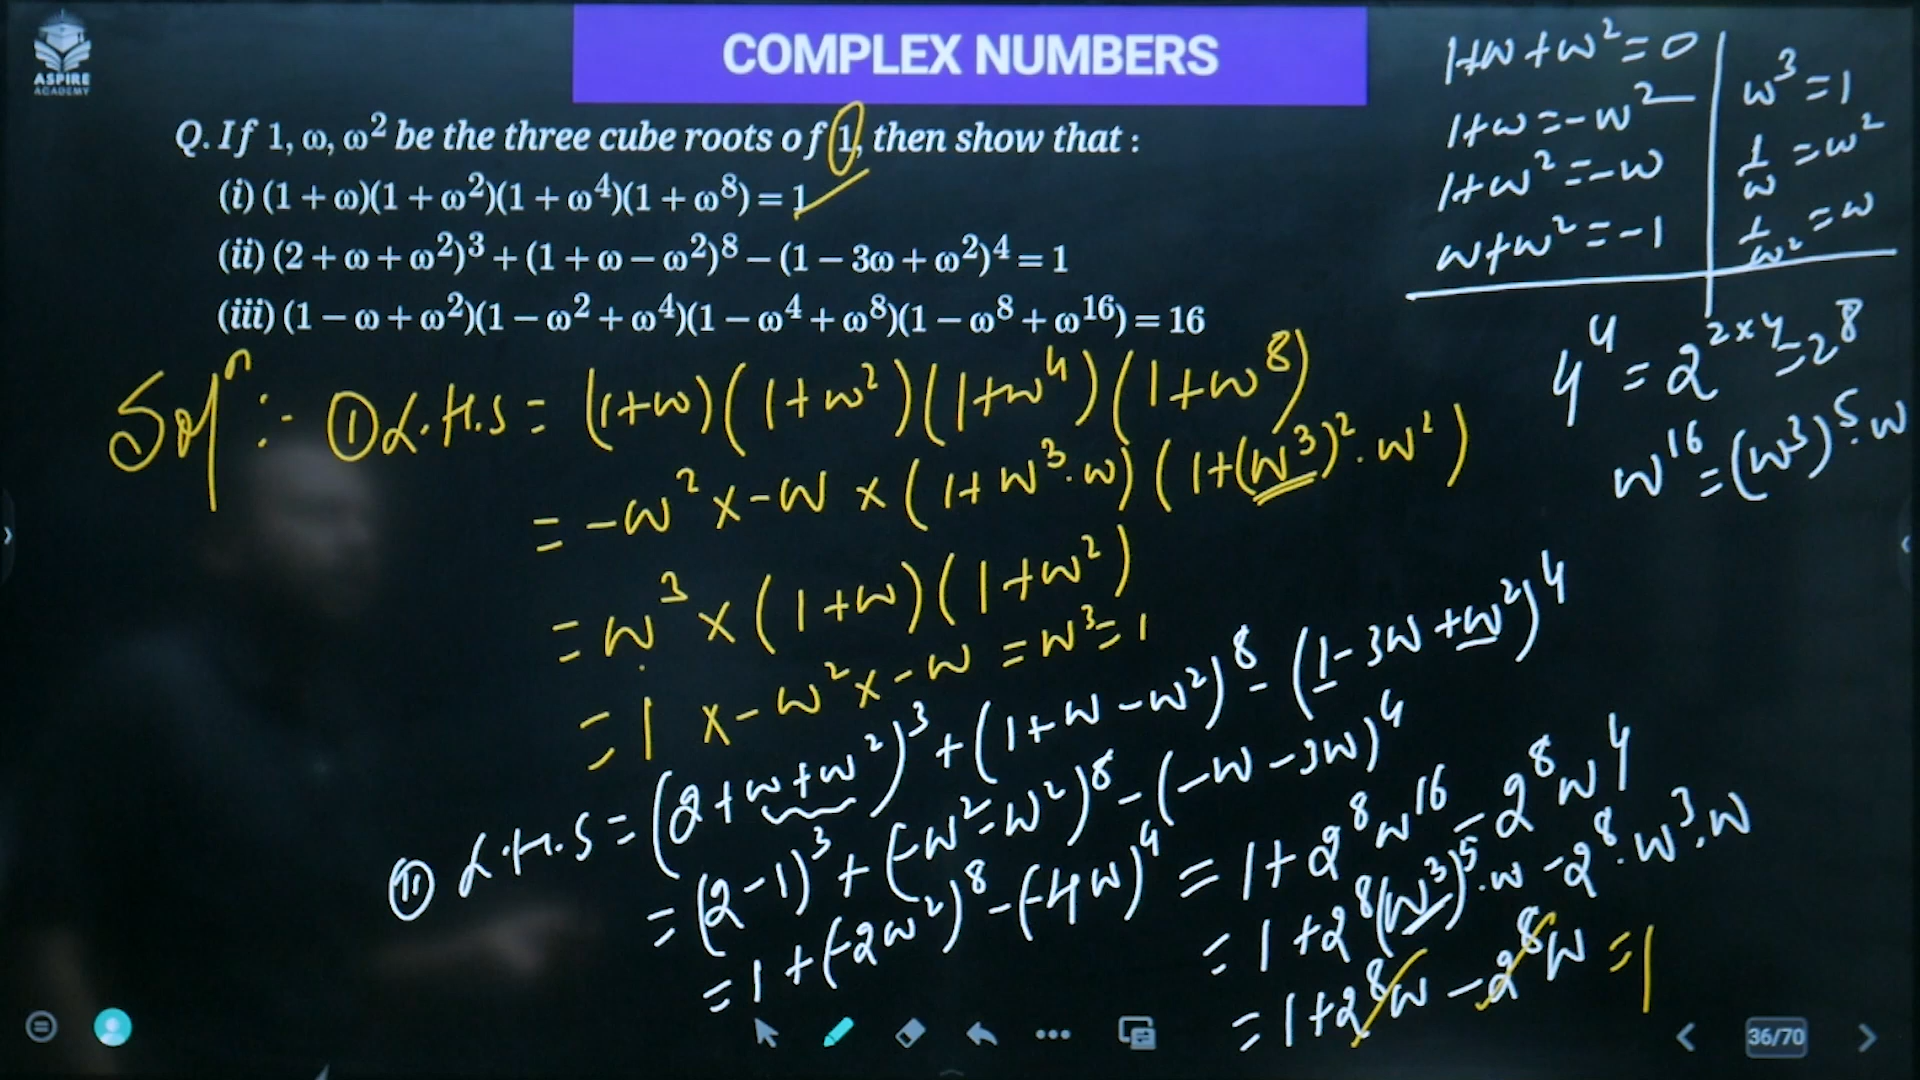 ASPIRE
ACADEMY
COMPLEX NUMBERS
Q. If 1, ω, ω² be the three cube roots of 1, then show that :
(i) (1 + ω)(1 + ω²)(1 + ω⁴)(1 + ω⁸) = 1
(ii) (2 + ω + ω²)³ + (1 + ω − ω²)⁸ − (1 − 3ω + ω²)⁴ = 1
(iii) (1 − ω + ω²)(1 − ω² + ω⁴)(1 − ω⁴ + ω⁸)(1 − ω⁸ + ω¹⁶) = 16
1+ω+ω²=0
1+ω=-ω²
1+ω²=-ω
ω+ω²=-1
ω³=1
1/ω=ω²
1/ω²=ω
4⁴=2²ˣ⁴=2⁸
ω¹⁶=(ω³)⁵.ω
Solⁿ:- ① L.H.S = (1+ω)(1+ω²)(1+ω⁴)(1+ω⁸)
= -ω² x -ω x (1+ω³.ω)(1+(ω³)².ω²)
= ω³ x (1+ω)(1+ω²)
= 1 x -ω² x -ω = ω³ = 1
⑪ L.H.S = (2+ω+ω²)³+(1+ω-ω²)⁸-(1-3ω+ω²)⁴
= (2-1)³+(-ω²-ω²)⁸-(-ω-3ω)⁴
= 1+(-2ω²)⁸-(-4ω)⁴ = 1+2⁸ω¹⁶-2⁸ω⁴
= 1+2⁸(ω³)⁵.ω-2⁸.ω³.ω
= 1+2⁸ω-2⁸ω = 1
36/70